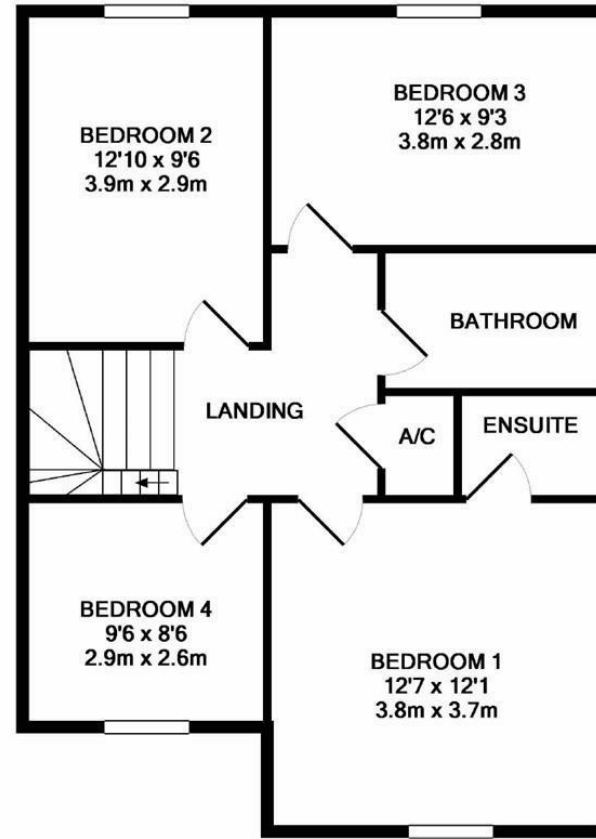 BEDROOM 2
12'10 x 9'6
3.9m x 2.9m
BEDROOM 3
12'6 x 9'3
3.8m x 2.8m
BATHROOM
LANDING
A/C
ENSUITE
BEDROOM 4
9'6 x 8'6
2.9m x 2.6m
BEDROOM 1
12'7 x 12'1
3.8m x 3.7m